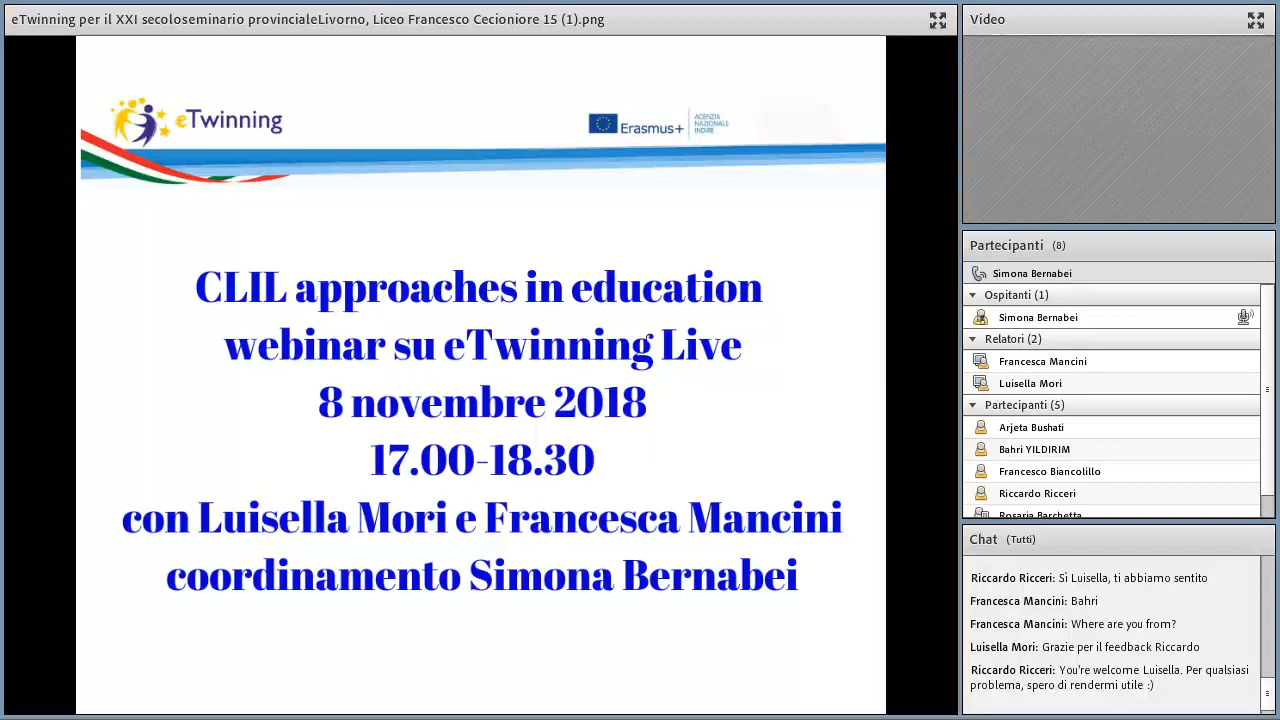 eTwinning per il XXI secoloseminario provincialeLivorno, Liceo Francesco Cecioniore 15 (1).png
eTwinning
Erasmus+
AGENZIA
NAZIONALE
INDIRE
CLIL approaches in education
webinar su eTwinning Live
8 novembre 2018
17.00-18.30
con Luisella Mori e Francesca Mancini
coordinamento Simona Bernabei
Video
Partecipanti (8)
Simona Bernabei
Ospitanti (1)
Simona Bernabei
Relatori (2)
Francesca Mancini
Luisella Mori
Partecipanti (5)
Arjeta Bushati
Bahri YILDIRIM
Francesco Biancolillo
Riccardo Ricceri
Rosaria Barchetta
Chat (Tutti)
Riccardo Ricceri: Sì Luisella, ti abbiamo sentito
Francesca Mancini: Bahri
Francesca Mancini: Where are you from?
Luisella Mori: Grazie per il feedback Riccardo
Riccardo Ricceri: You're welcome Luisella. Per qualsiasi
problema, spero di rendermi utile :)